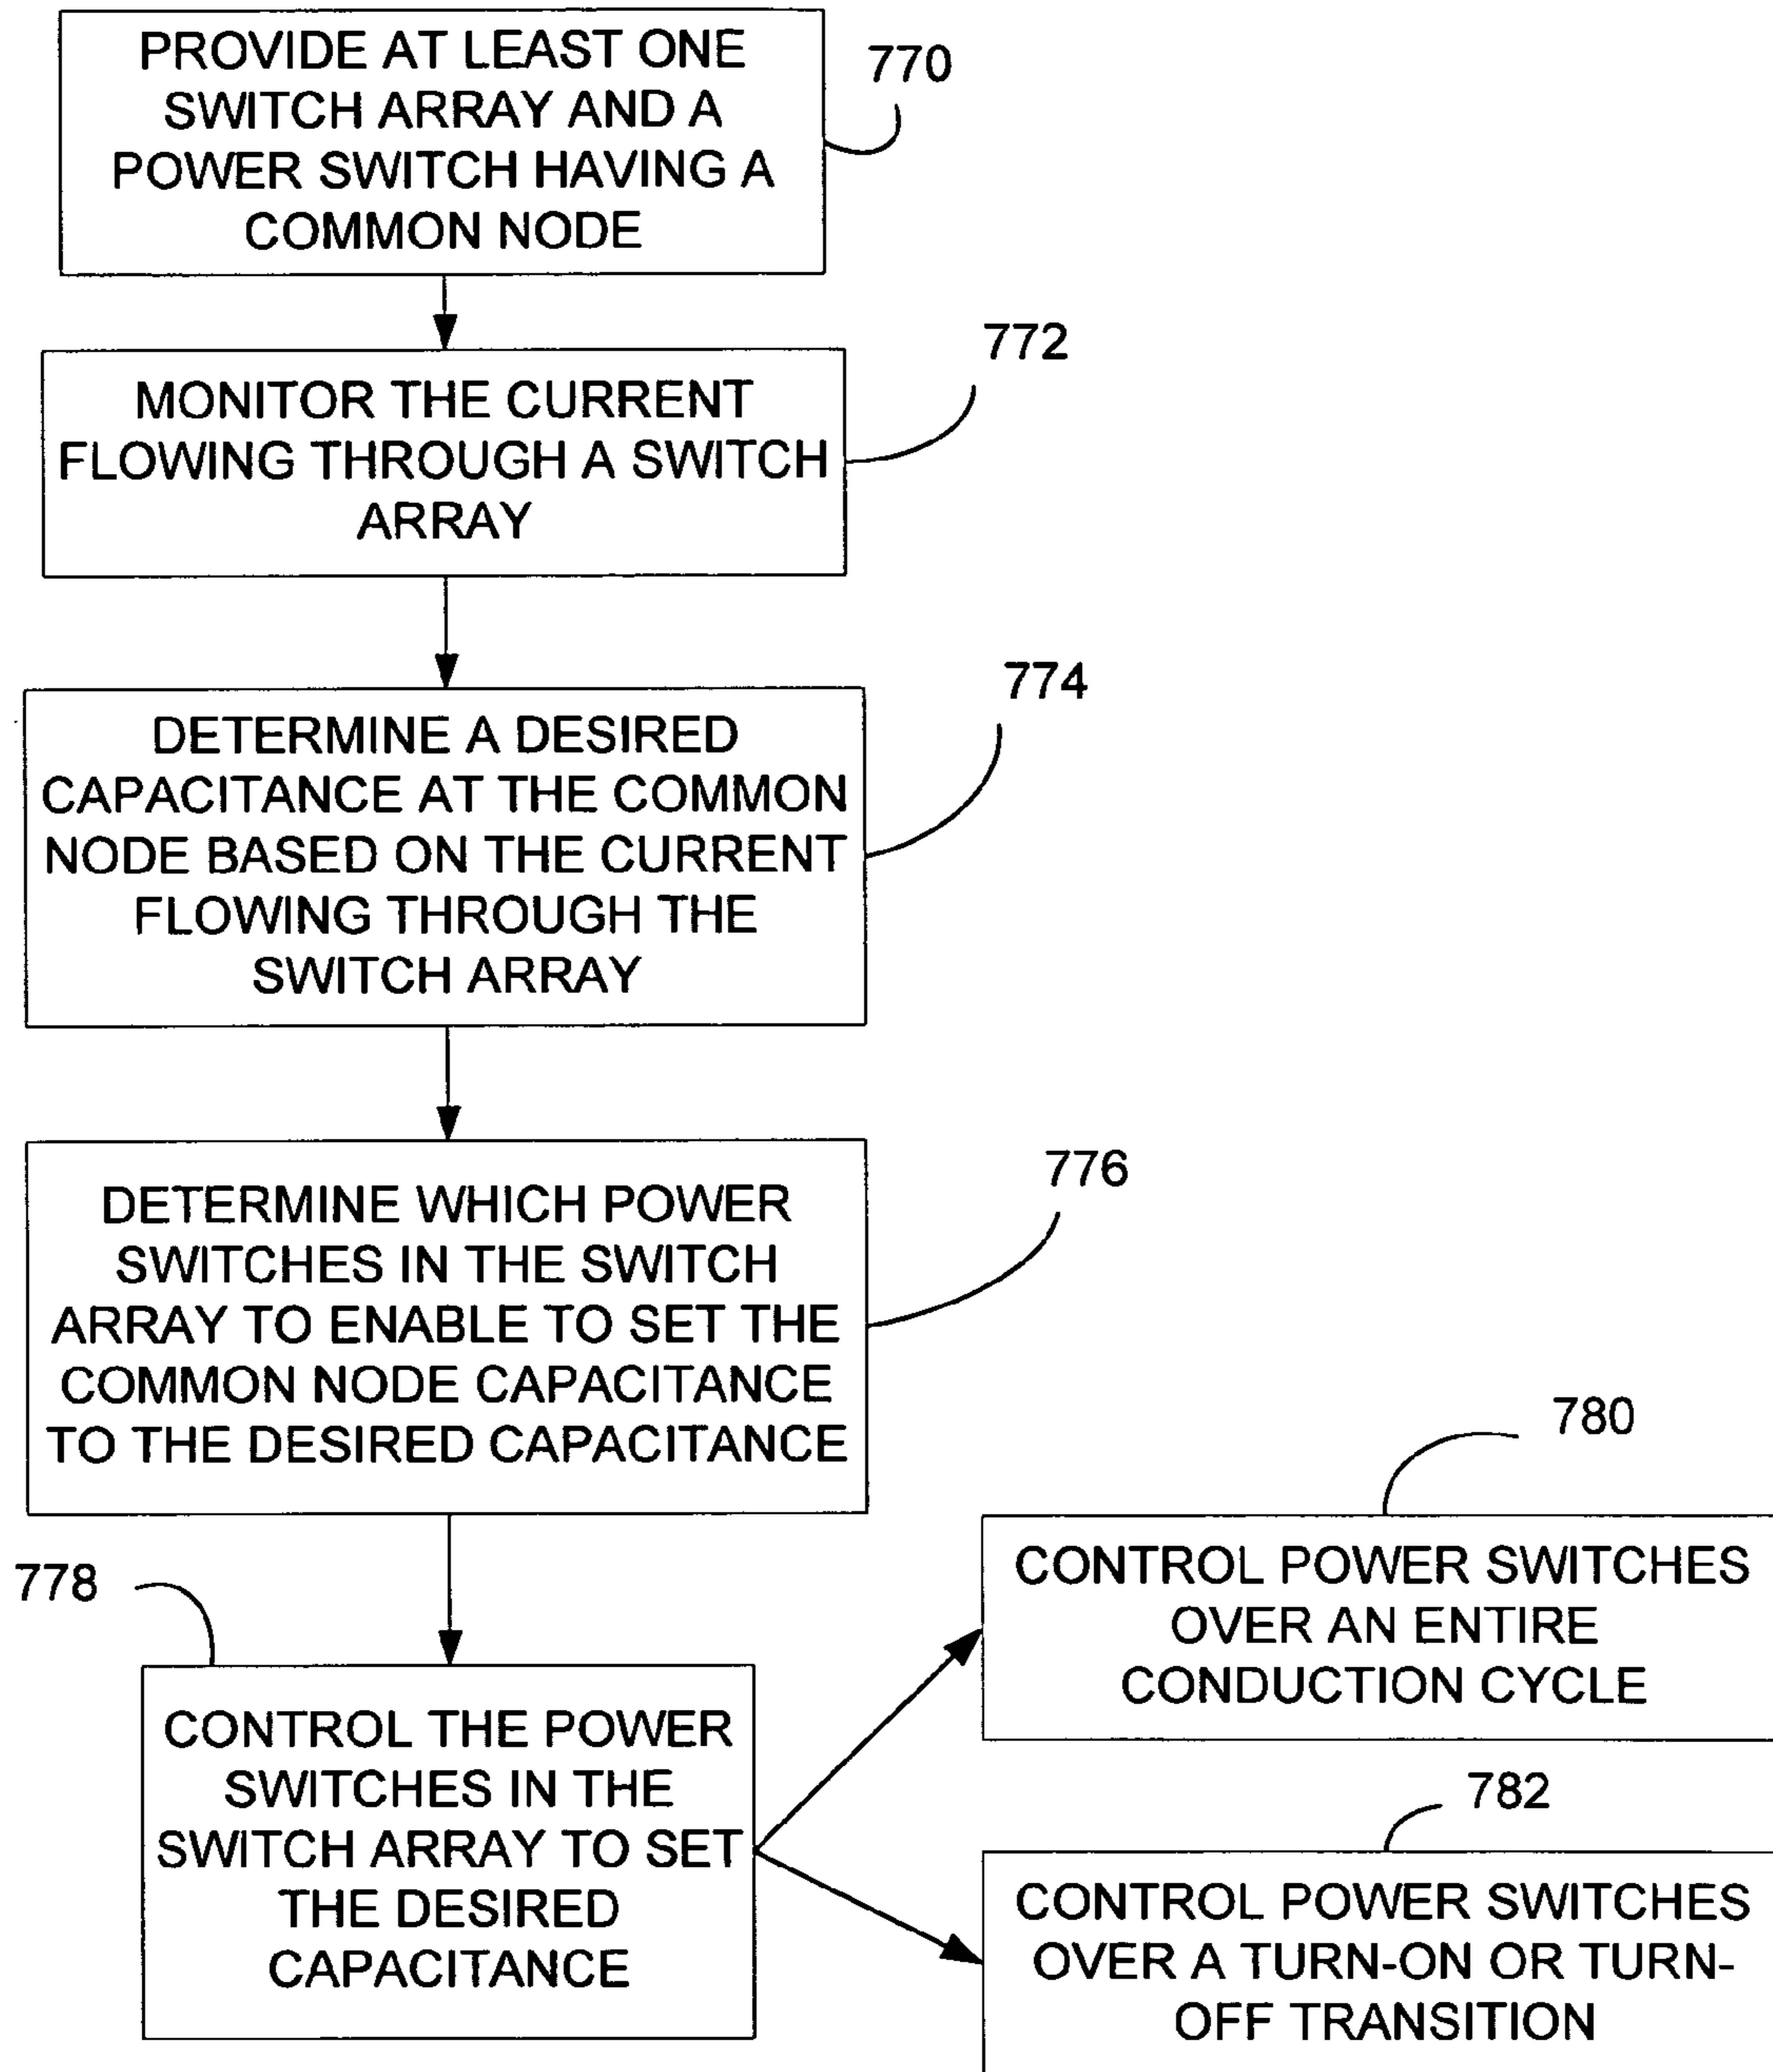 PROVIDE AT LEAST ONE
SWITCH ARRAY AND A
POWER SWITCH HAVING A
COMMON NODE
770
MONITOR THE CURRENT
FLOWING THROUGH A SWITCH
ARRAY
772
DETERMINE A DESIRED
CAPACITANCE AT THE COMMON
NODE BASED ON THE CURRENT
FLOWING THROUGH THE
SWITCH ARRAY
774
DETERMINE WHICH POWER
SWITCHES IN THE SWITCH
ARRAY TO ENABLE TO SET THE
COMMON NODE CAPACITANCE
TO THE DESIRED CAPACITANCE
776
778
CONTROL THE POWER
SWITCHES IN THE
SWITCH ARRAY TO SET
THE DESIRED
CAPACITANCE
780
CONTROL POWER SWITCHES
OVER AN ENTIRE
CONDUCTION CYCLE
782
CONTROL POWER SWITCHES
OVER A TURN-ON OR TURN-
OFF TRANSITION